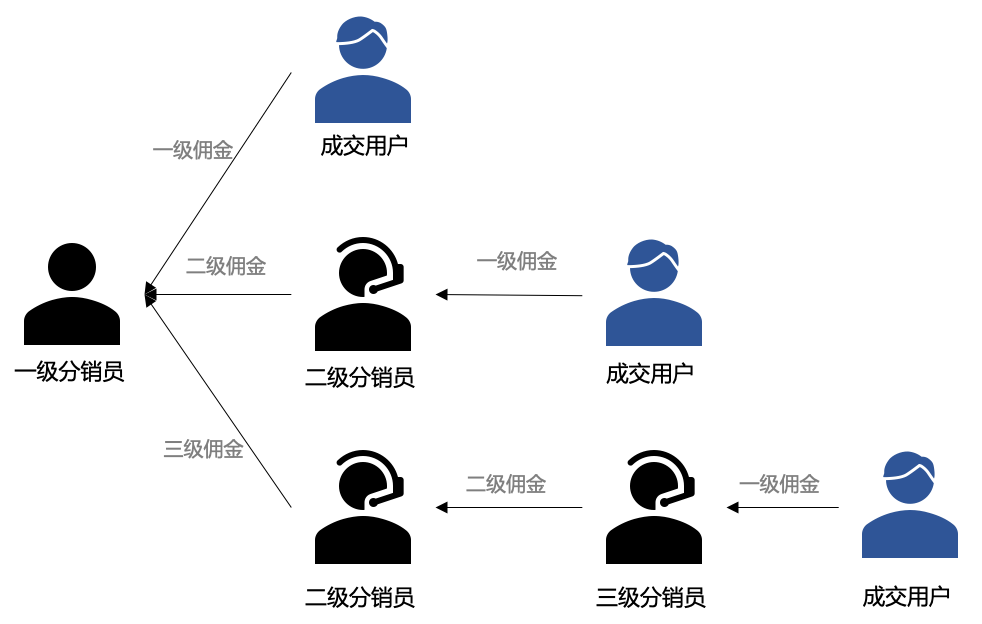 成交用户
一级佣金
二级佣金
一级佣金
一级分销员
二级分销员
成交用户
三级佣金
二级佣金
一级佣金
二级分销员
三级分销员
成交用户